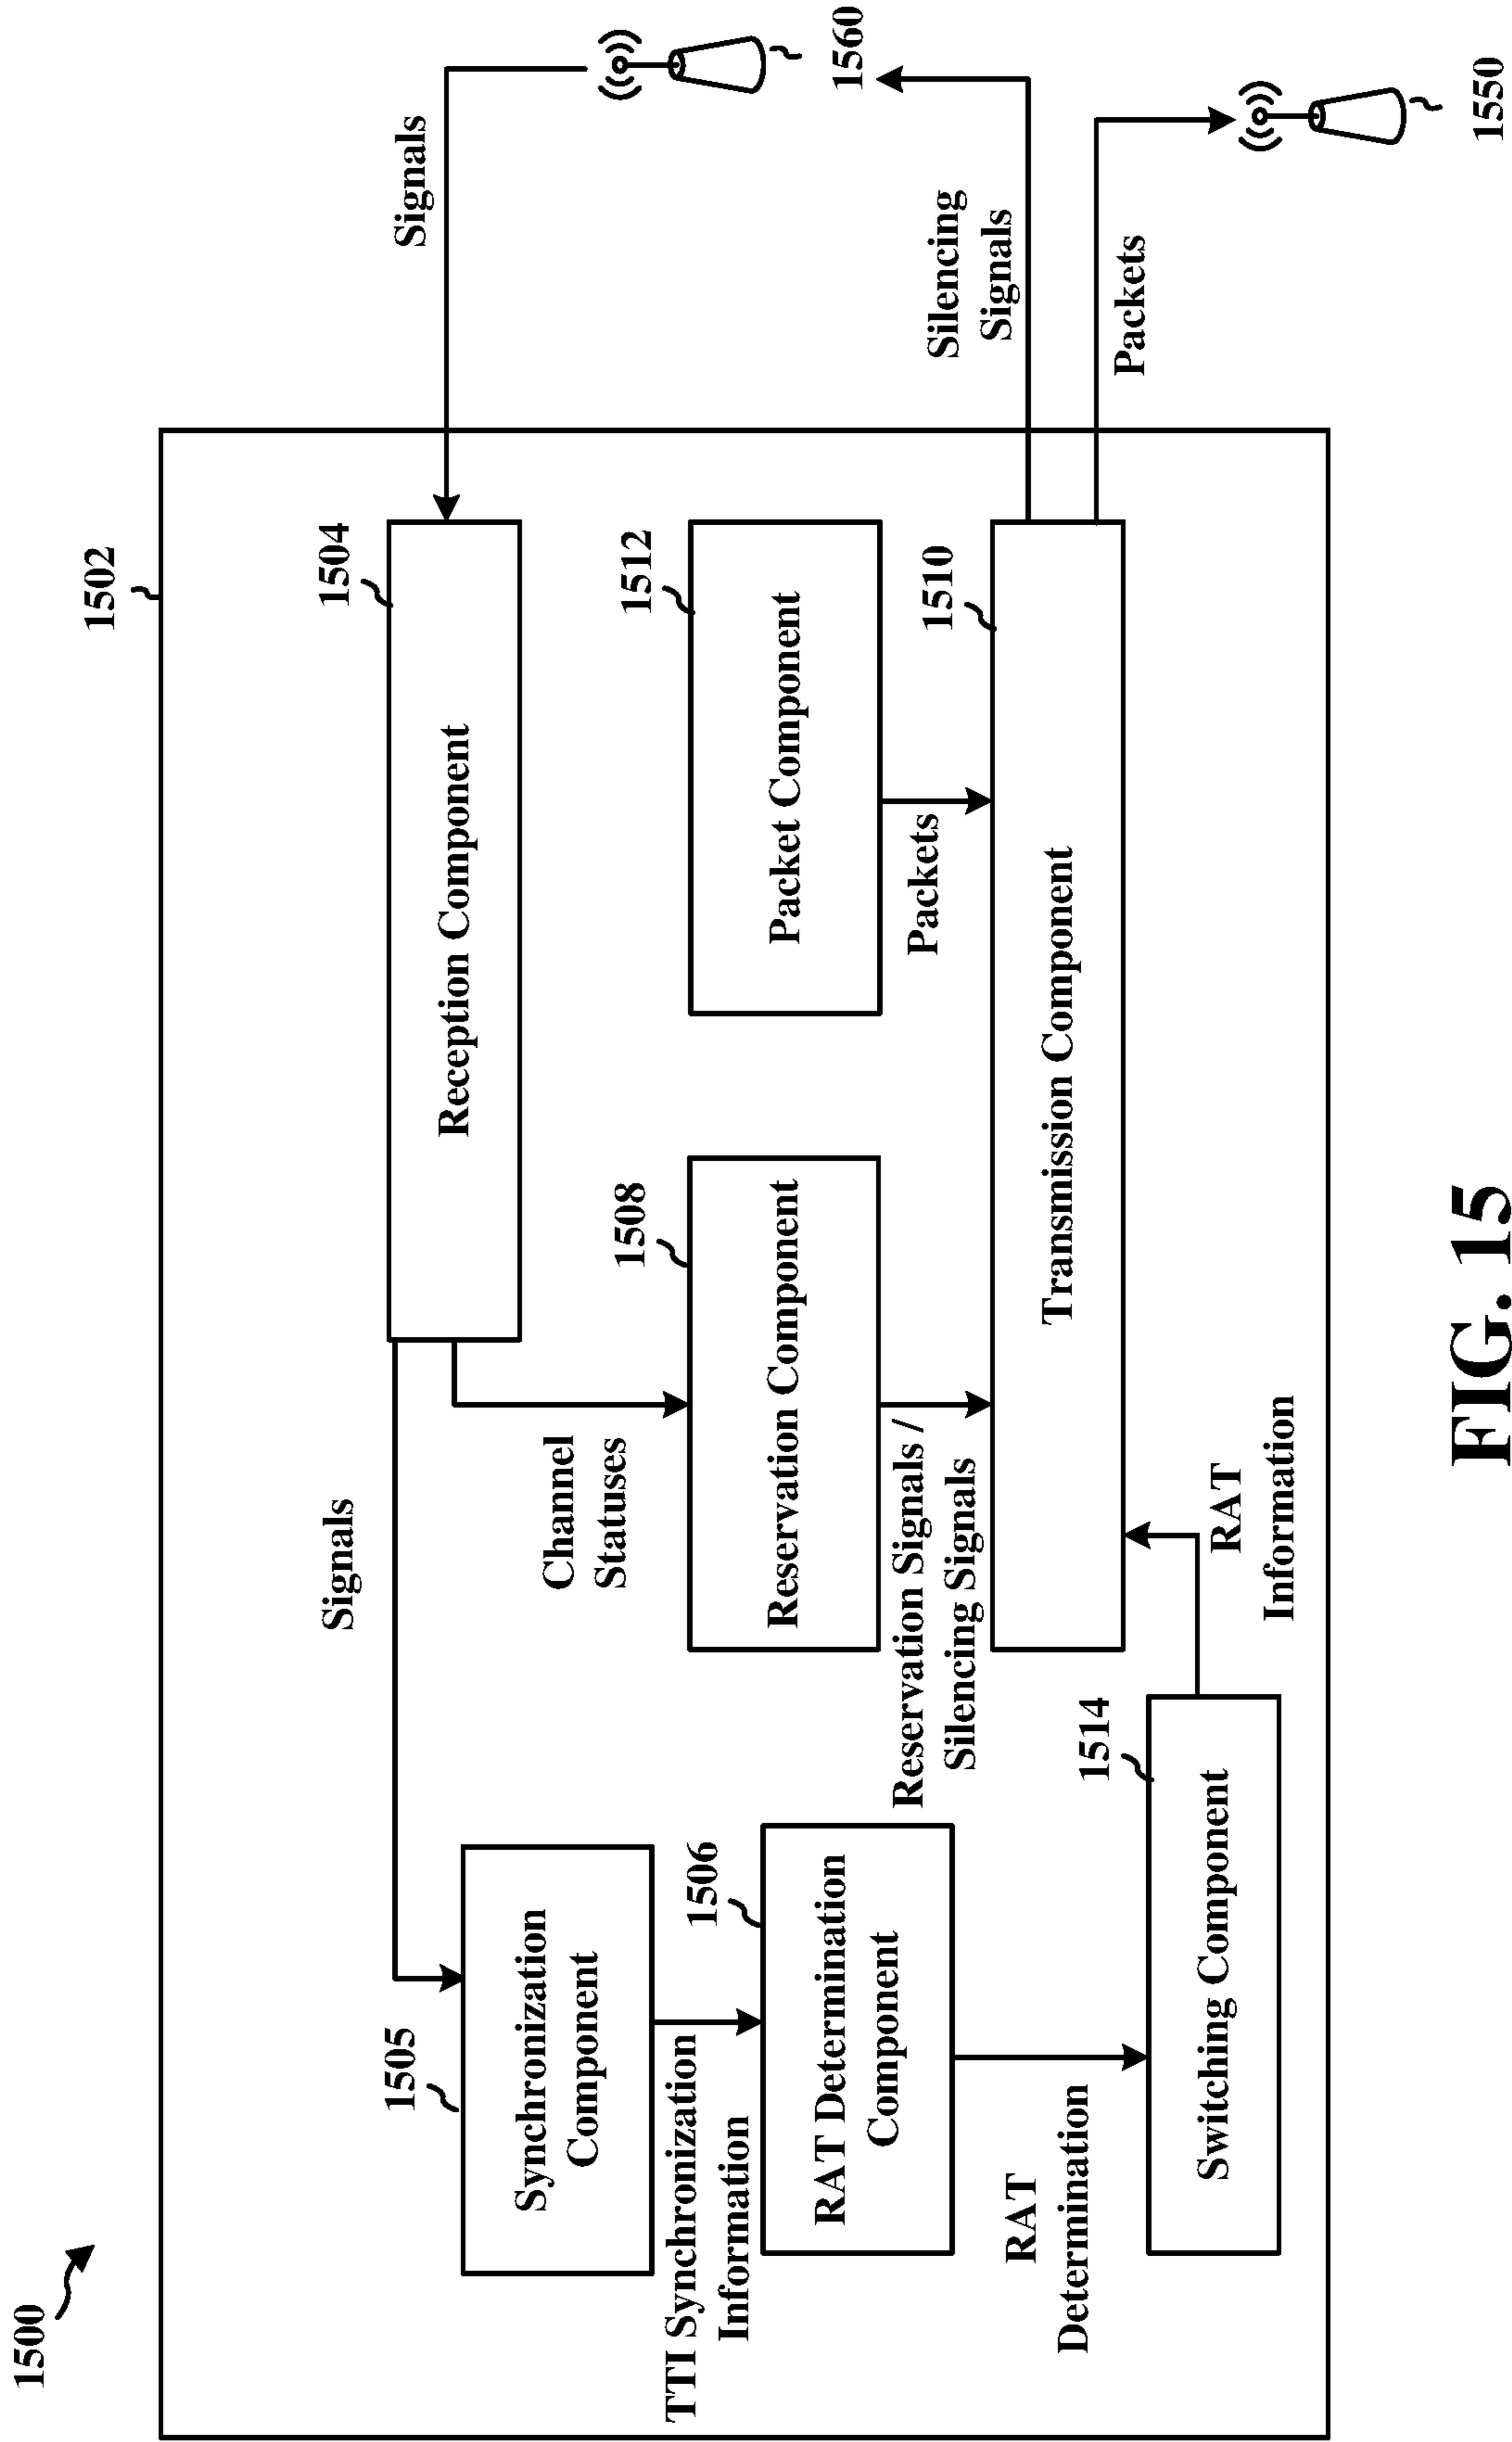 1500
1502
Signals
1504
Reception Component
Signals
1560
1505
Synchronization
Component
Channel
Statuses
1508
Reservation Component
1512
Packet Component
TTI Synchronization
Information
1506
RAT Determination
Component
Reservation Signals /
Silencing Signals
Packets
1510
Transmission Component
Silencing
Signals
Packets
1550
RAT
Determination
1514
Switching Component
RAT
Information
FIG. 15